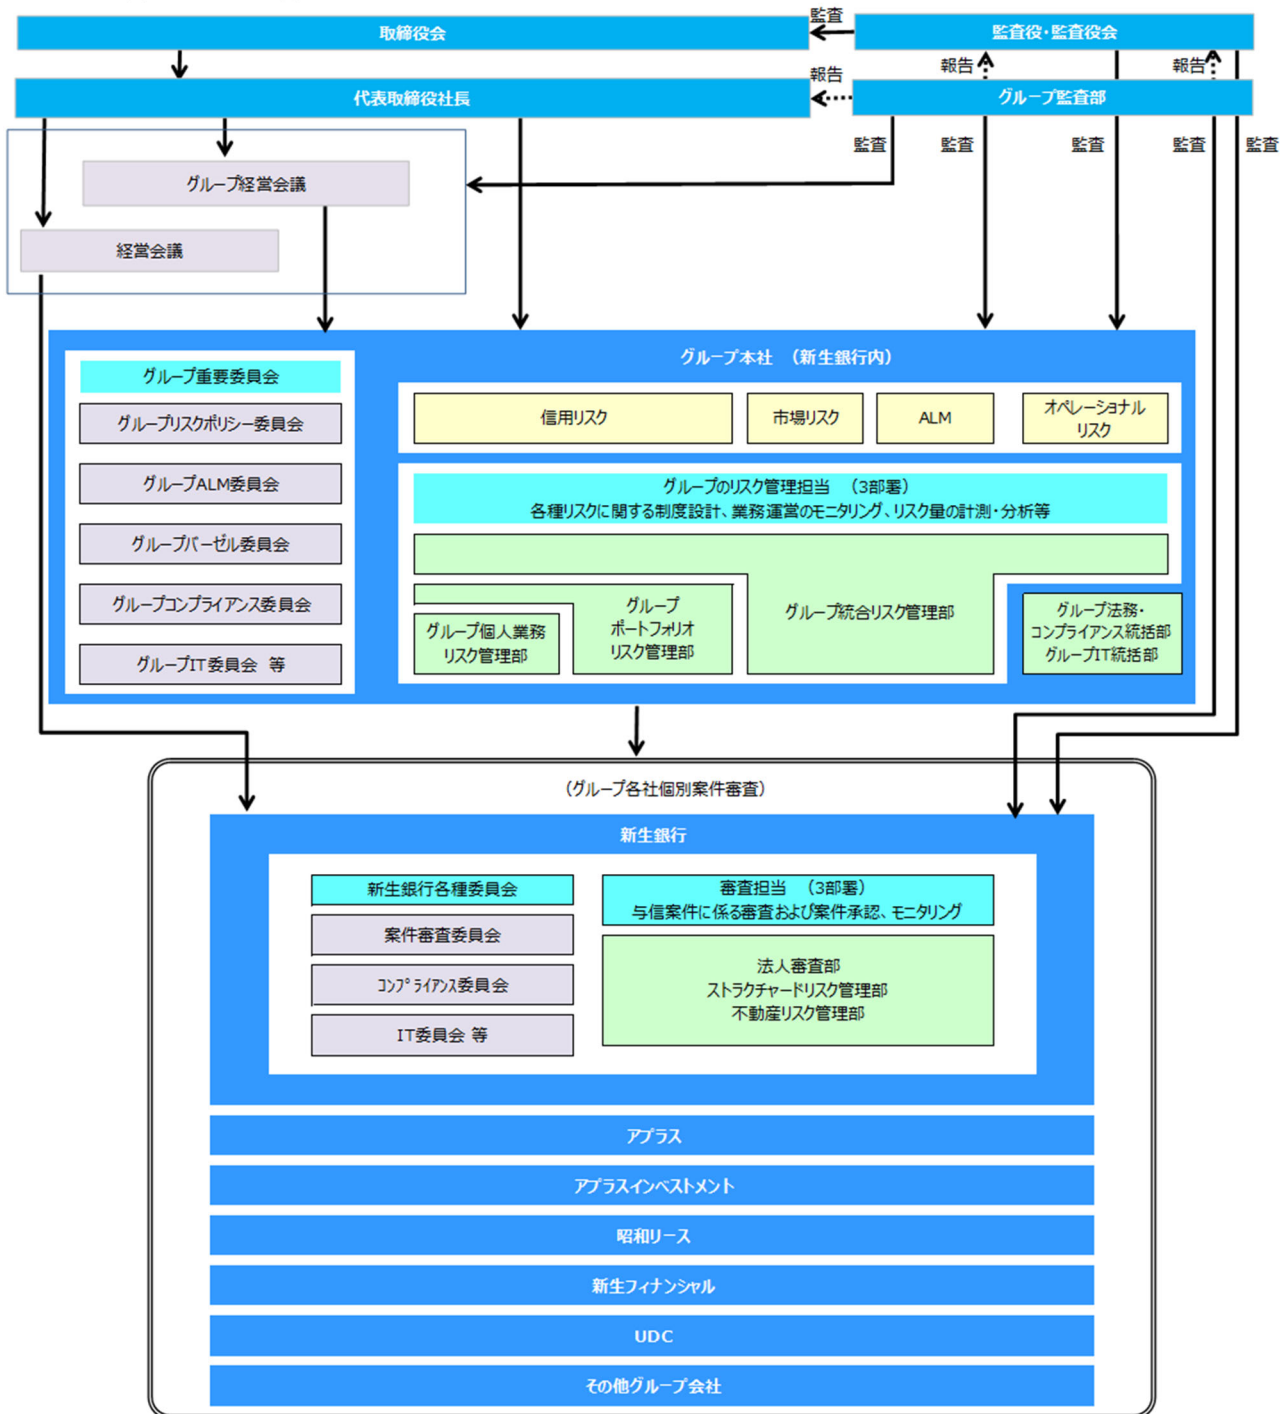 監査
取締役会
監査役・監査役会
報告
報告
報告
代表取締役社長
グループ監査部
監査
監査
監査
監査
監査
グループ経営会議
経営会議
グループ本社 （新生銀行内）
グループ重要委員会
グループリスクポリシー委員会
グループALM委員会
グループバーゼル委員会
グループコンプライアンス委員会
グループIT委員会 等
信用リスク
市場リスク
ALM
オペレーショナル
リスク
グループのリスク管理担当 （3部署）
各種リスクに関する制度設計、業務運営のモニタリング、リスク量の計測・分析等
グループ個人業務
リスク管理部
グループ
ポートフォリオ
リスク管理部
グループ統合リスク管理部
グループ法務・
コンプライアンス統括部
グループIT統括部
（グループ各社個別案件審査）
新生銀行
新生銀行各種委員会
案件審査委員会
コンプライアンス委員会
IT委員会 等
審査担当 （3部署）
与信案件に係る審査および案件承認、モニタリング
法人審査部
ストラクチャードリスク管理部
不動産リスク管理部
アプラス
アプラスインベストメント
昭和リース
新生フィナンシャル
UDC
その他グループ会社